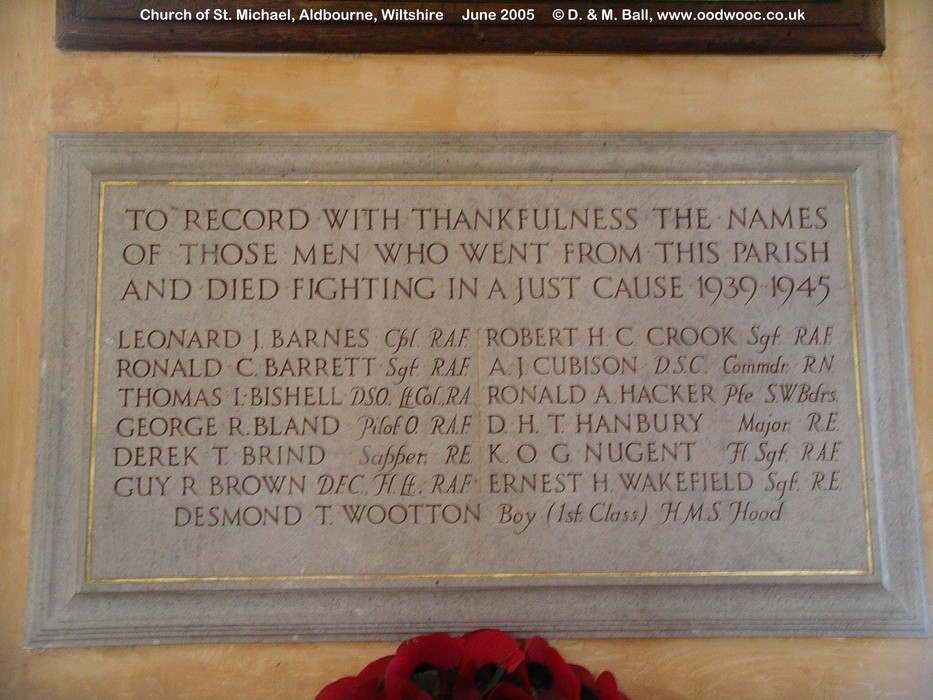 Church of St. Michael, Aldbourne, Wiltshire June 2005 © D. & M. Ball, www.oodwooc.co.uk
TO RECORD WITH THANKFULNESS THE NAMES
OF THOSE MEN WHO WENT FROM THIS PARISH
AND DIED FIGHTING IN A JUST CAUSE 1939-1945
LEONARD J. BARNES Cpl. R.A.F.
RONALD C. BARRETT Sgt. R.A.F.
THOMAS I. BISHELL D.S.O. Lt.Col., R.A.
GEORGE R. BLAND Pilot O. R.A.F.
DEREK T. BRIND Sapper. R.E.
GUY R. BROWN D.F.C., Fl. Lt., R.A.F.
ROBERT H. C. CROOK Sgt. R.A.F.
A. J. CUBISON D.S.C. Commdr. R.N.
RONALD A. HACKER Pte S.W.Bdrs.
D. H. T. HANBURY Major. R.E.
K. O. G. NUGENT Fl. Sgt. R.A.F.
ERNEST H. WAKEFIELD Sgt. R.E.
DESMOND T. WOOTTON Boy (1st. Class) H.M.S. Hood